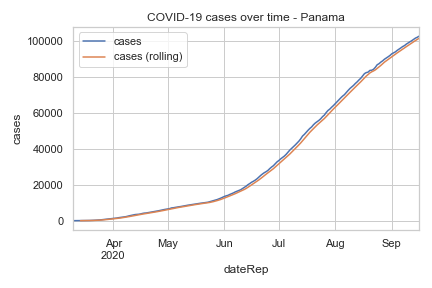 COVID-19 cases over time - Panama
cases
cases (rolling)
100000
80000
60000
40000
20000
0
cases
Apr
2020
May
Jun
Jul
Aug
Sep
dateRep